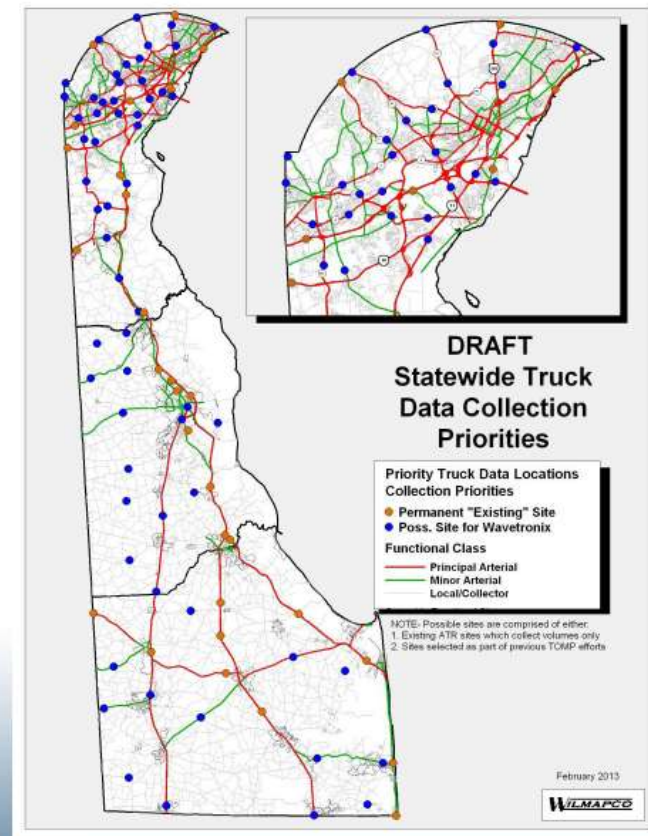 DRAFT
Statewide Truck
Data Collection
Priorities
Priority Truck Data Locations
Collection Priorities
Permanent "Existing" Site
Poss. Site for Wavetronix
Functional Class
Principal Arterial
Minor Arterial
Local/Collector
NOTE- Possible sites are comprised of either:
1. Existing ATR sites which collect volumes only
2. Sites selected as part of previous TOMP efforts
February 2013
WILMAPCO